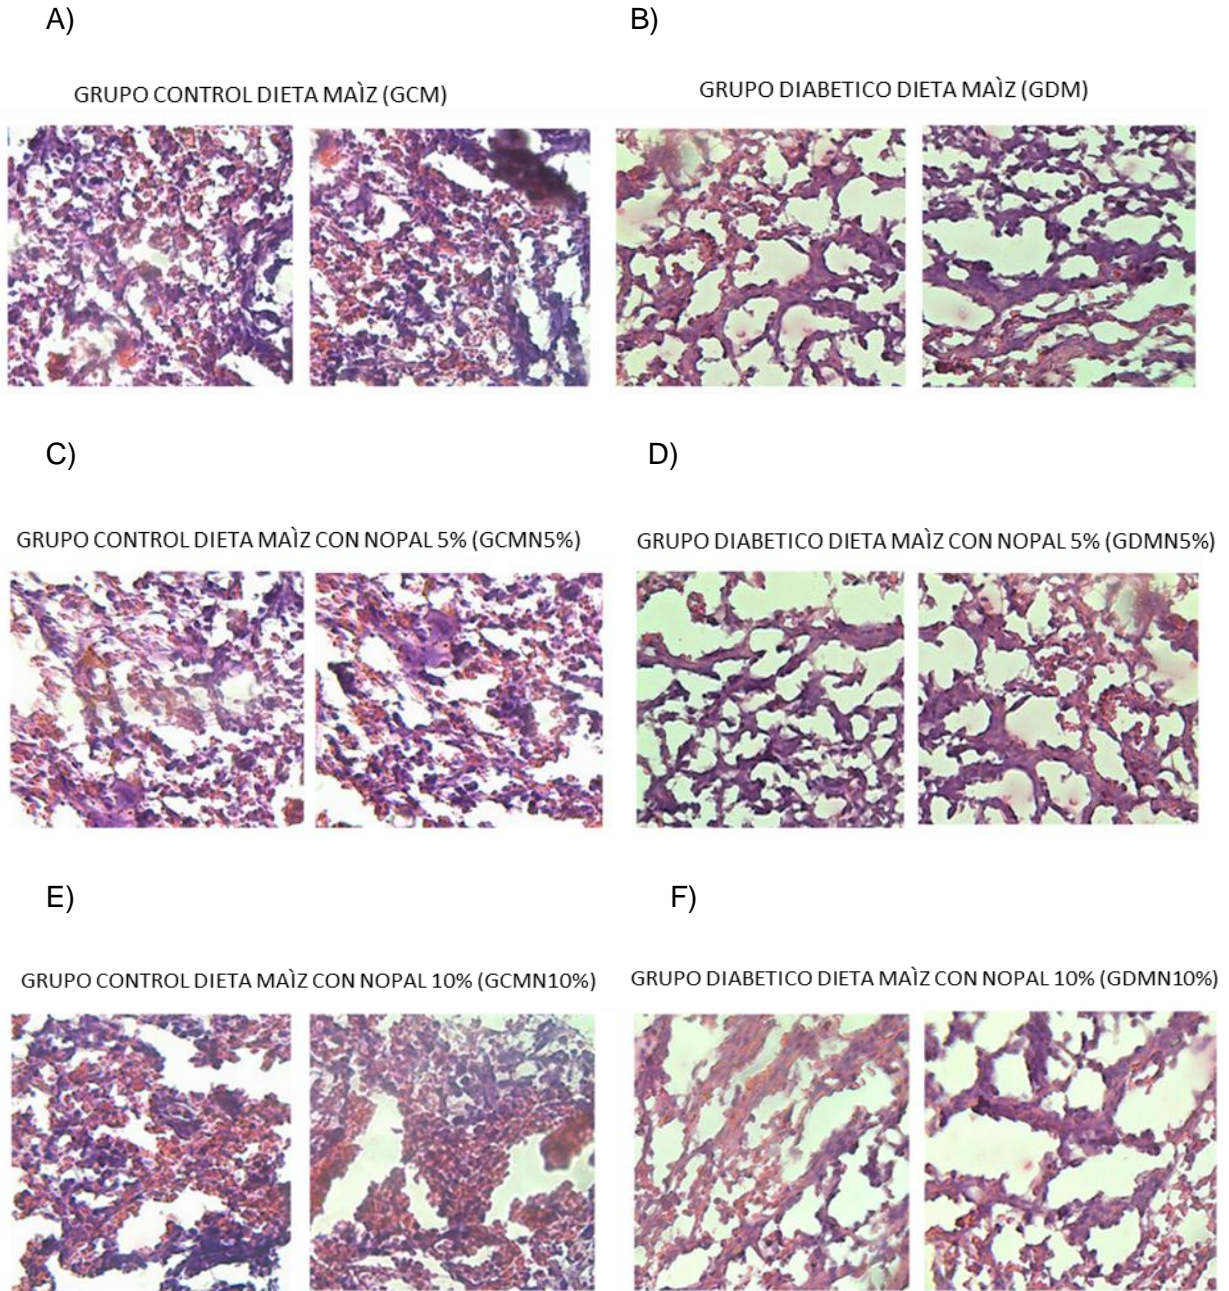 A)
B)
GRUPO CONTROL DIETA MAÌZ (GCM)
GRUPO DIABETICO DIETA MAÌZ (GDM)
C)
D)
GRUPO CONTROL DIETA MAÌZ CON NOPAL 5% (GCMN5%)
GRUPO DIABETICO DIETA MAÌZ CON NOPAL 5% (GDMN5%)
E)
F)
GRUPO CONTROL DIETA MAÌZ CON NOPAL 10% (GCMN10%)
GRUPO DIABETICO DIETA MAÌZ CON NOPAL 10% (GDMN10%)